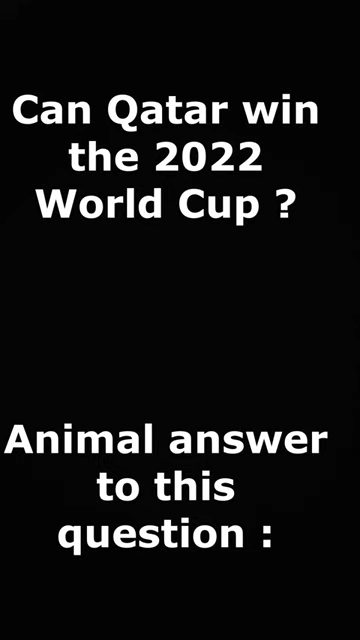 Can Qatar win
the 2022
World Cup ?
Animal answer
to this
question :